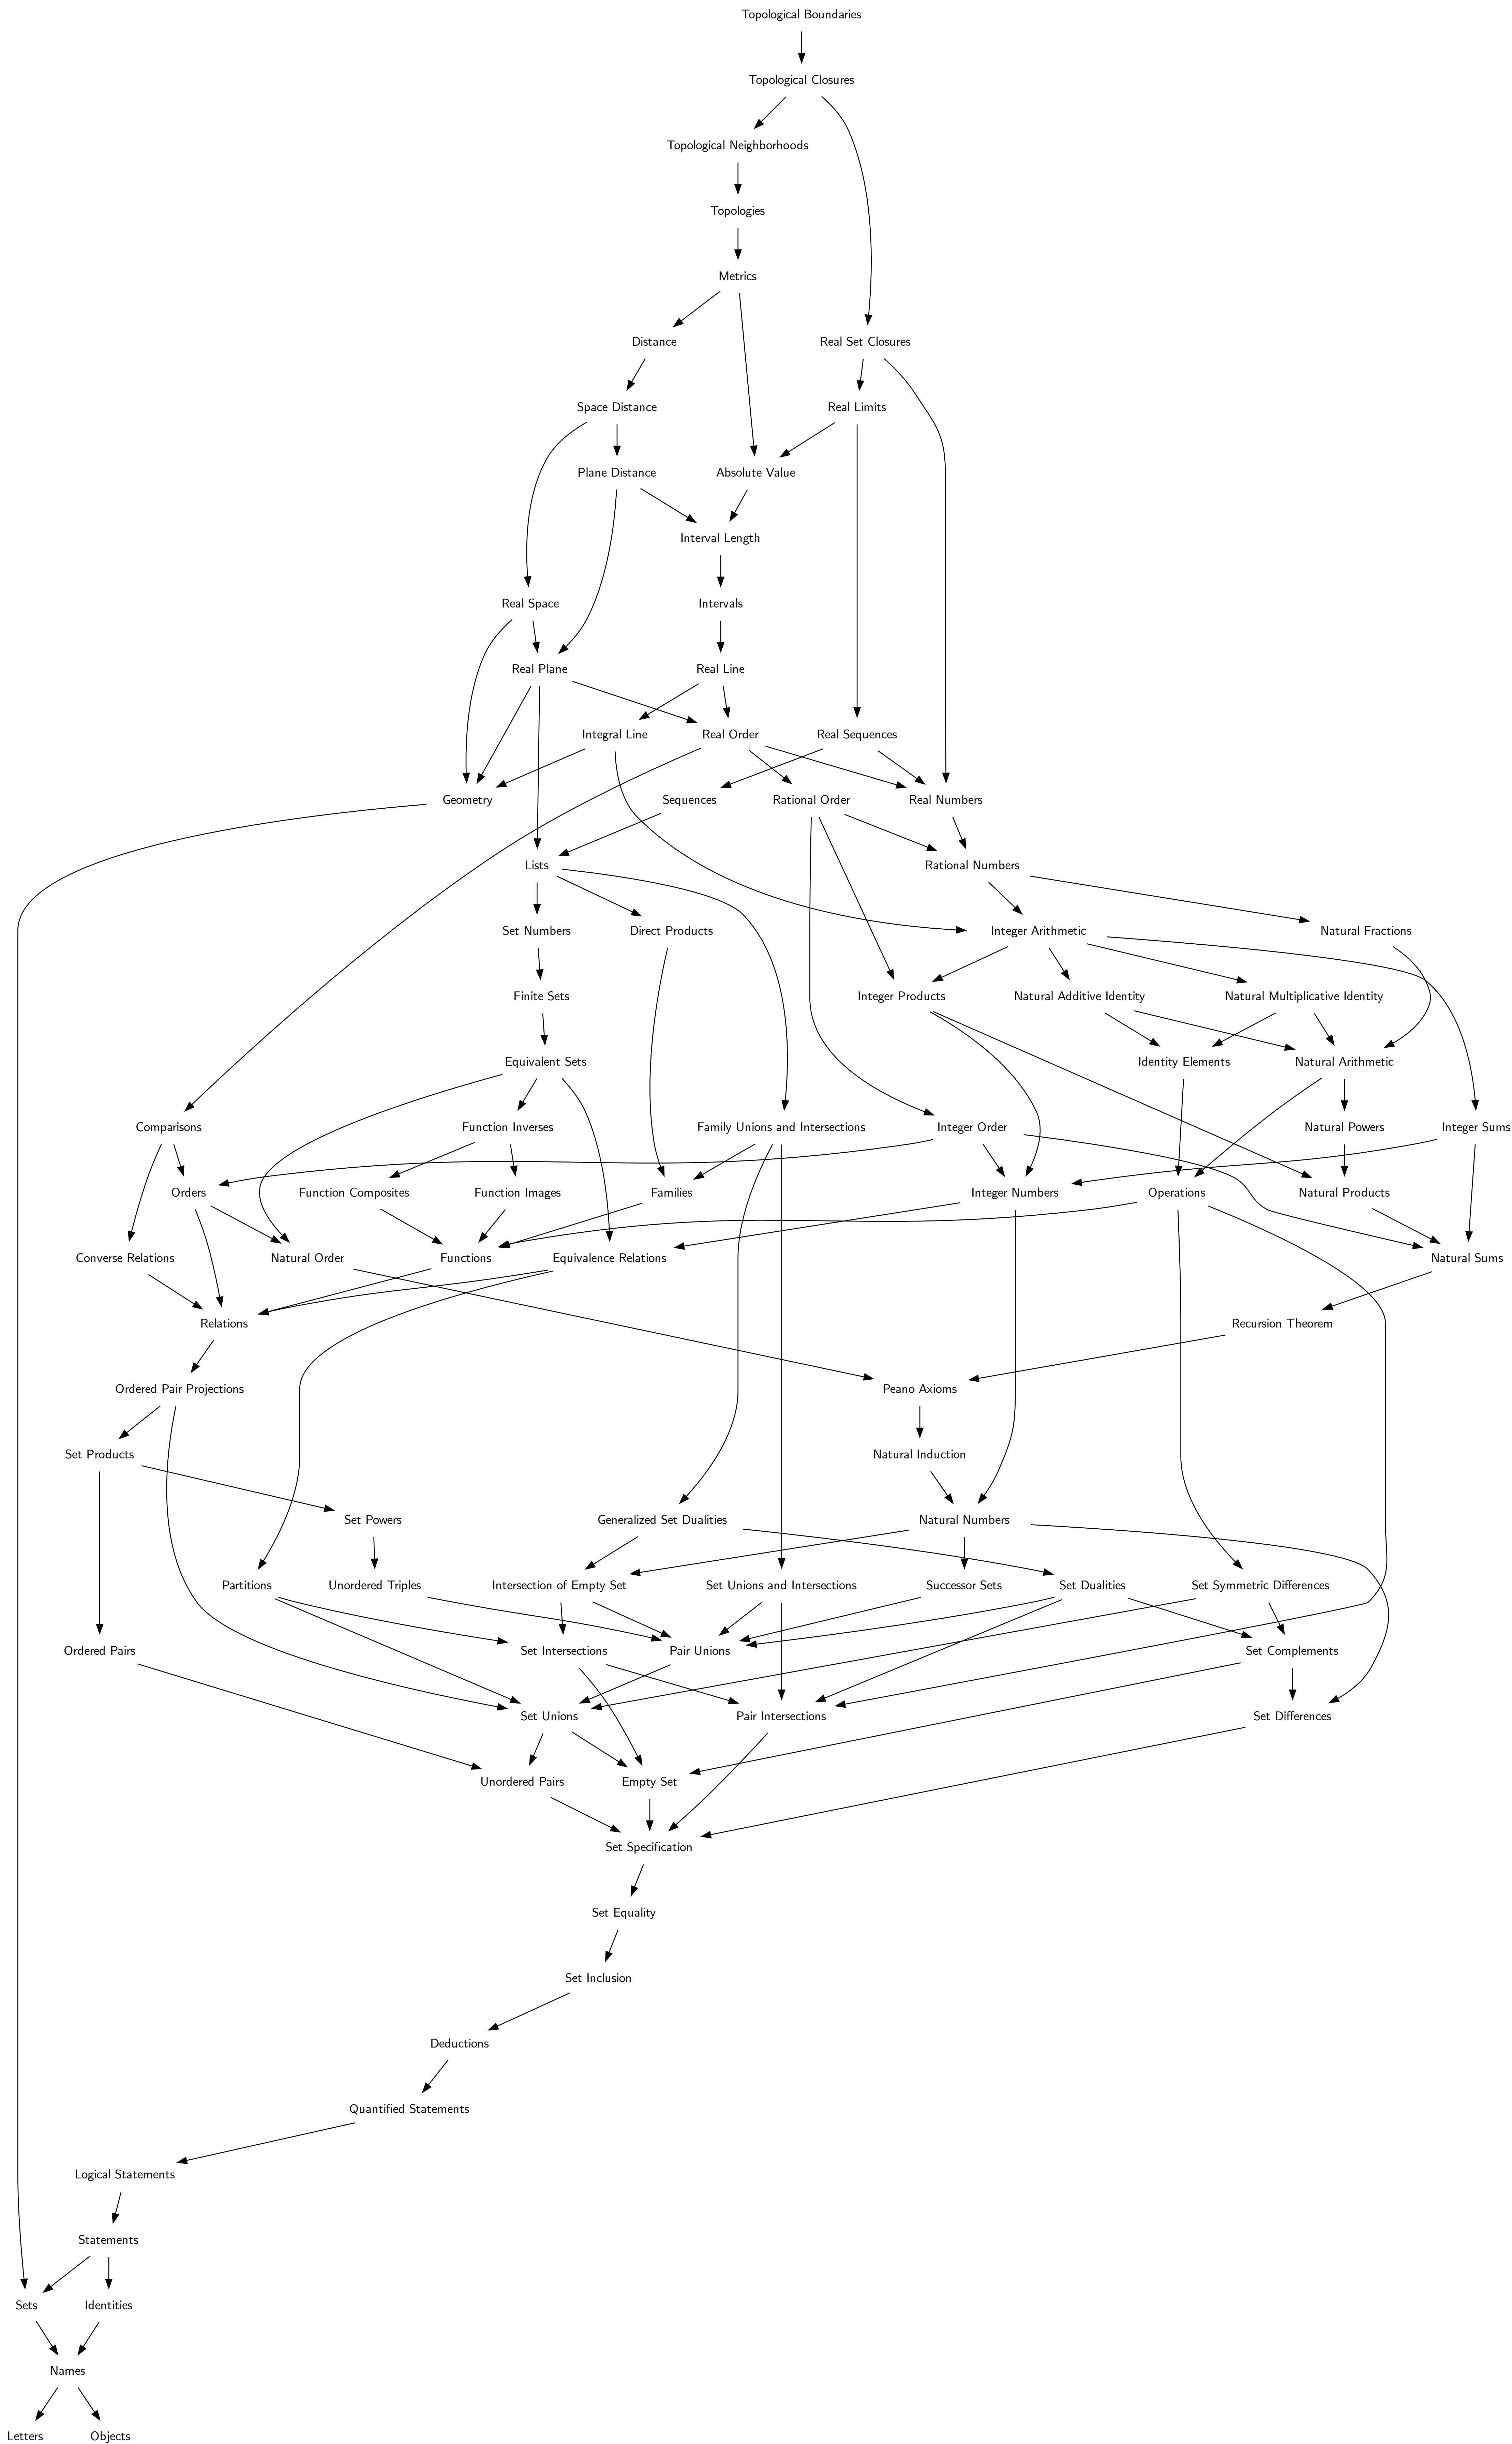 Topological Boundaries
Topological Closures
Topological Neighborhoods
Topologies
Metrics
Distance
Real Set Closures
Space Distance
Real Limits
Plane Distance
Absolute Value
Interval Length
Real Space
Intervals
Real Plane
Real Line
Integral Line
Real Order
Real Sequences
Geometry
Sequences
Rational Order
Real Numbers
Lists
Rational Numbers
Set Numbers
Direct Products
Integer Arithmetic
Natural Fractions
Finite Sets
Integer Products
Natural Additive Identity
Natural Multiplicative Identity
Equivalent Sets
Identity Elements
Natural Arithmetic
Comparisons
Function Inverses
Family Unions and Intersections
Integer Order
Natural Powers
Integer Sums
Orders
Function Composites
Function Images
Families
Integer Numbers
Operations
Natural Products
Converse Relations
Natural Order
Functions
Equivalence Relations
Natural Sums
Relations
Recursion Theorem
Ordered Pair Projections
Peano Axioms
Set Products
Natural Induction
Set Powers
Generalized Set Dualities
Natural Numbers
Partitions
Unordered Triples
Intersection of Empty Set
Set Unions and Intersections
Successor Sets
Set Dualities
Set Symmetric Differences
Ordered Pairs
Set Intersections
Pair Unions
Set Complements
Set Unions
Pair Intersections
Set Differences
Unordered Pairs
Empty Set
Set Specification
Set Equality
Set Inclusion
Deductions
Quantified Statements
Logical Statements
Statements
Sets
Identities
Names
Letters
Objects